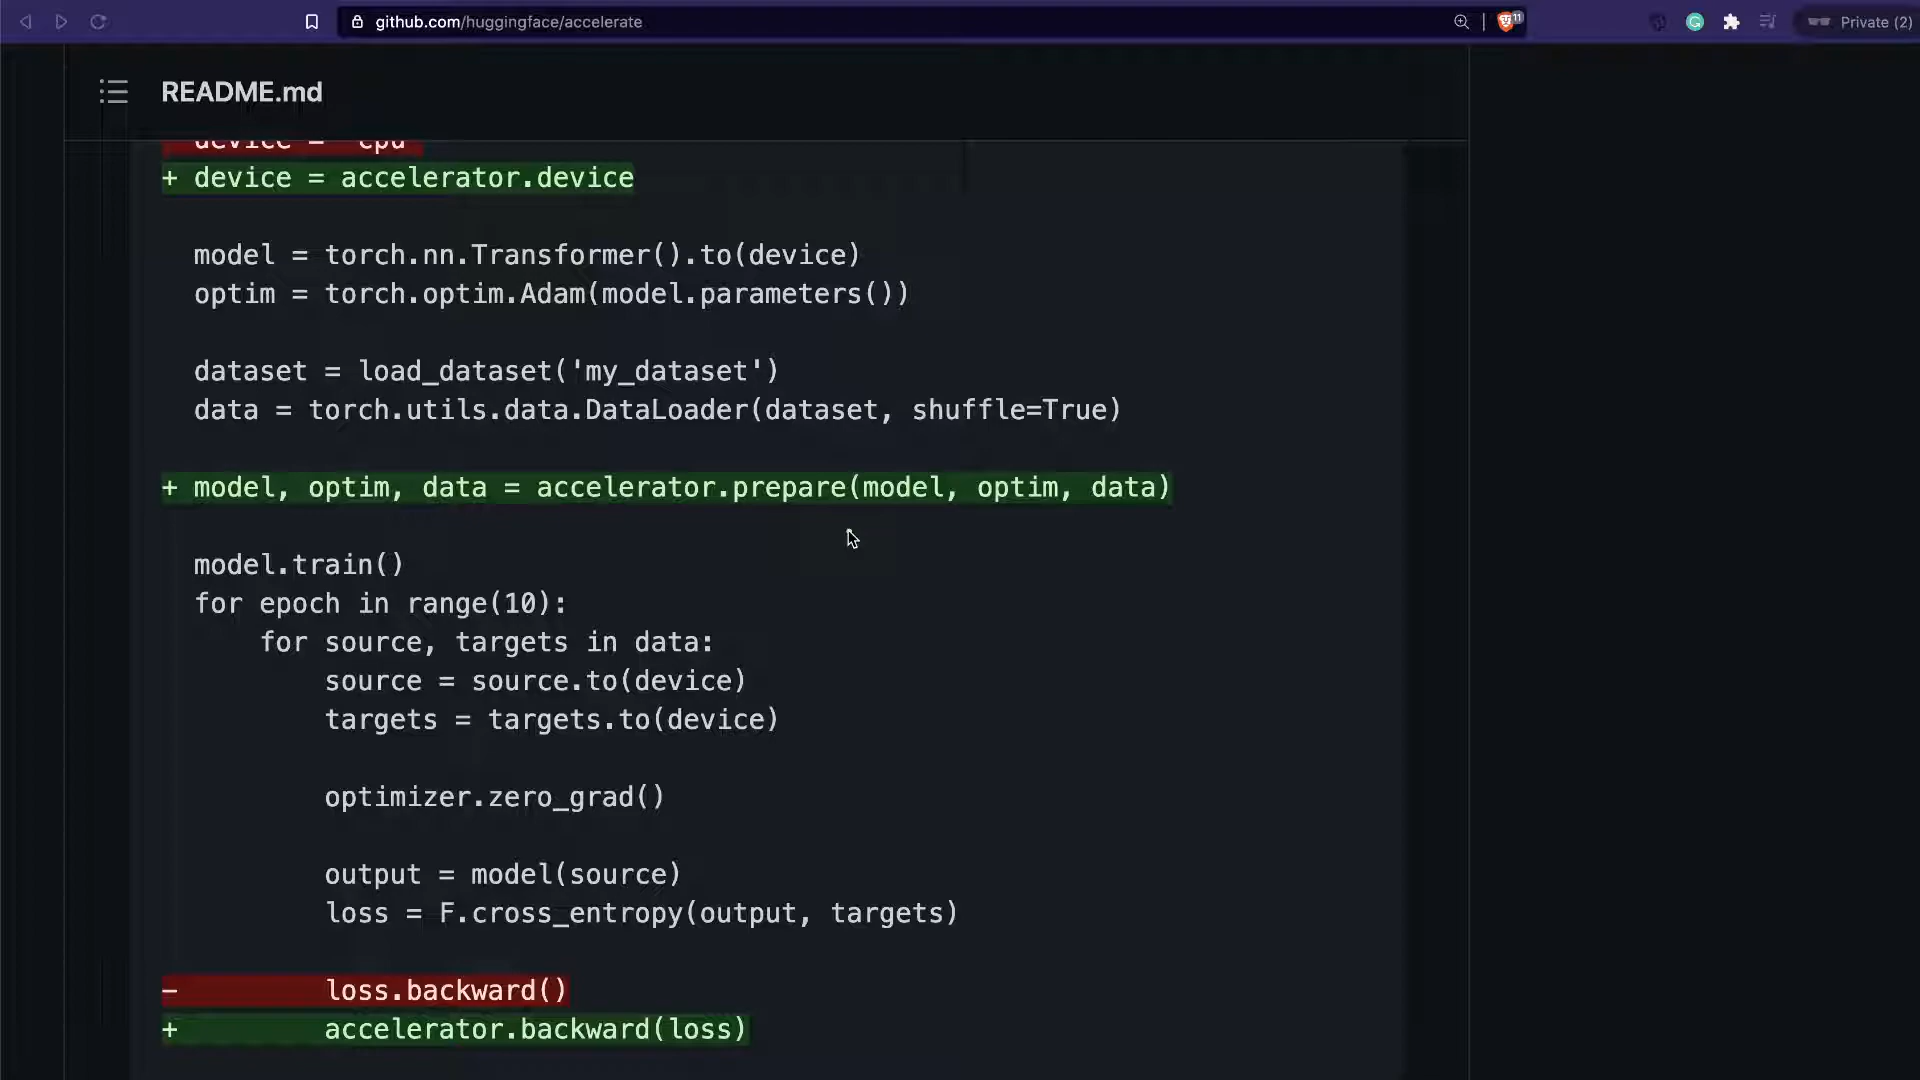 github.com/huggingface/accelerate
11
Private (2)
README.md
device = cpu
+ device = accelerator.device
model = torch.nn.Transformer().to(device)
optim = torch.optim.Adam(model.parameters())
dataset = load_dataset('my_dataset')
data = torch.utils.data.DataLoader(dataset, shuffle=True)
+ model, optim, data = accelerator.prepare(model, optim, data)
model.train()
for epoch in range(10):
for source, targets in data:
source = source.to(device)
targets = targets.to(device)
optimizer.zero_grad()
output = model(source)
loss = F.cross_entropy(output, targets)
- loss.backward()
+ accelerator.backward(loss)